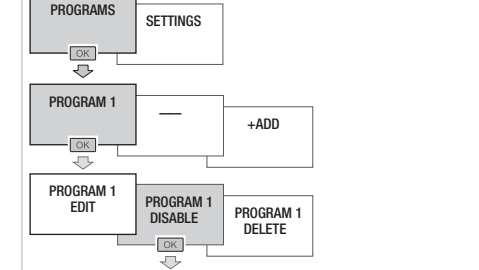 PROGRAMS
SETTINGS
OK
PROGRAM 1
—
+ADD
OK
PROGRAM 1
EDIT
PROGRAM 1
DISABLE
PROGRAM 1
DELETE
OK